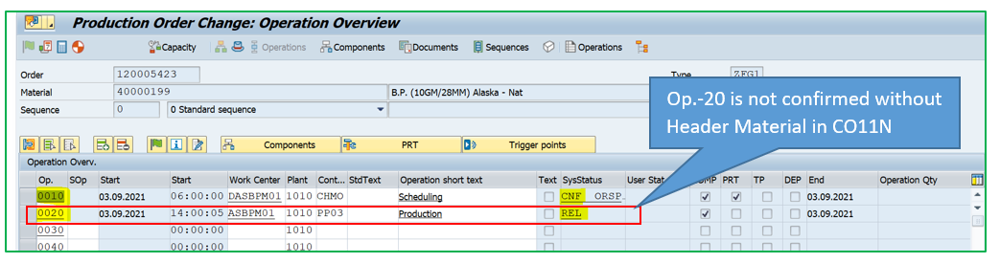 Production Order Change: Operation Overview
Capacity Operations Components Documents Sequences Operations
Order 120005423 Type ZFG1
Material 40000199 B.P. (10GM/28MM) Alaska - Nat
Sequence 0 0 Standard sequence
Op.-20 is not confirmed without
Header Material in CO11N
Components PRT Trigger points
Operation Overv.
Op. SOp Start Start Work Center Plant Cont... StdText Operation short text Text SysStatus User Stat PRT TP DEP End Operation Qty
0010 03.09.2021 06:00:00 DASBPM01 1010 CHMO Scheduling CNF ORSP. 03.09.2021
0020 03.09.2021 14:00:05 ASBPM01 1010 PP03 Production REL 03.09.2021
0030 00:00:00 1010
0040 00:00:00 1010